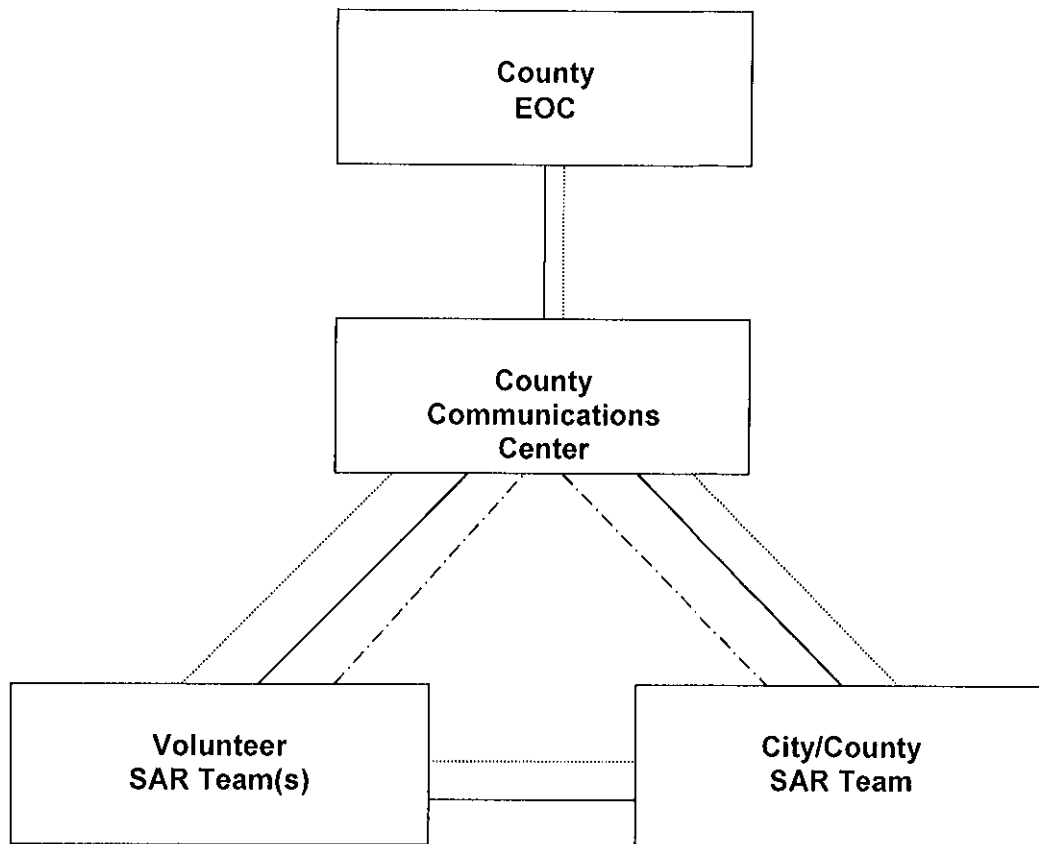 County
EOC
County
Communications
Center
Volunteer
SAR Team(s)
City/County
SAR Team